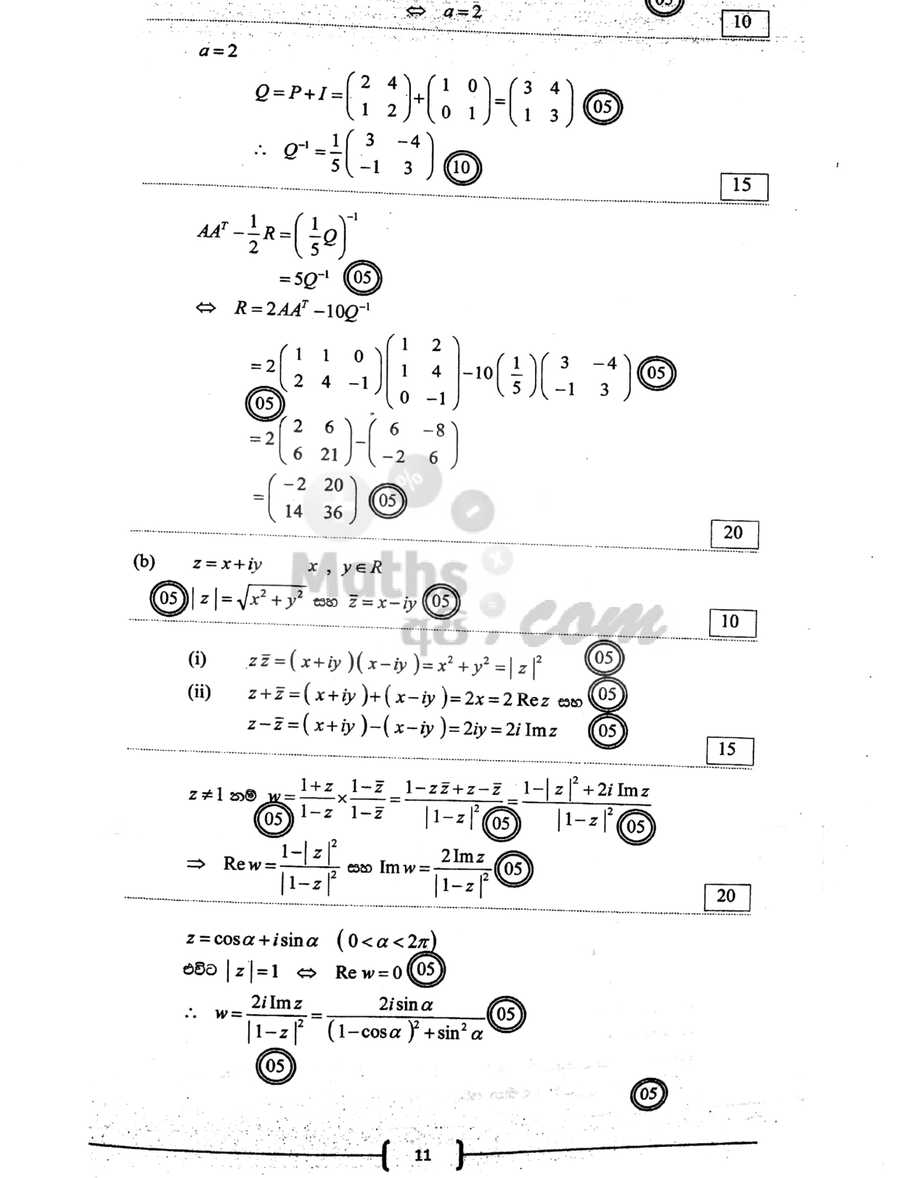 ⇔ a = 2 05
10
a = 2
Q = P + I = (2 4; 1 2) + (1 0; 0 1) = (3 4; 1 3) 05
∴ Q⁻¹ = 1/5 (3 −4; −1 3) 10
15
AAᵀ − 1/2 R = (1/5 Q)⁻¹
= 5Q⁻¹ 05
⇔ R = 2AAᵀ − 10Q⁻¹
= 2 (1 1 0; 2 4 −1) (1 2; 1 4; 0 −1) − 10 (1/5) (3 −4; −1 3) 05
05
= 2 (2 6; 6 21) − (6 −8; −2 6)
= (−2 20; 14 36) 05
20
(b) z = x + iy x , y ∈ R
05 | z | = √(x² + y²) සහ z̄ = x − iy 05
10
Maths
අපි . com
(i) z z̄ = ( x + iy )( x − iy ) = x² + y² = | z |² 05
(ii) z + z̄ = ( x + iy ) + ( x − iy ) = 2x = 2 Re z සහ 05
z − z̄ = ( x + iy ) − ( x − iy ) = 2iy = 2i Im z 05
15
z ≠ 1 නම් w = (1 + z)/(1 − z) × (1 − z̄)/(1 − z̄) = (1 − z z̄ + z − z̄)/| 1 − z |² = (1 − | z |² + 2i Im z)/| 1 − z |²
05 05 05
⇒ Re w = (1 − | z |²)/| 1 − z |² සහ Im w = 2 Im z/| 1 − z |² 05
20
z = cos α + i sin α ( 0 < α < 2π )
එවිට | z | = 1 ⇔ Re w = 0 05
∴ w = 2i Im z/| 1 − z |² = 2i sin α/(( 1 − cos α )² + sin² α) 05
05
05
11